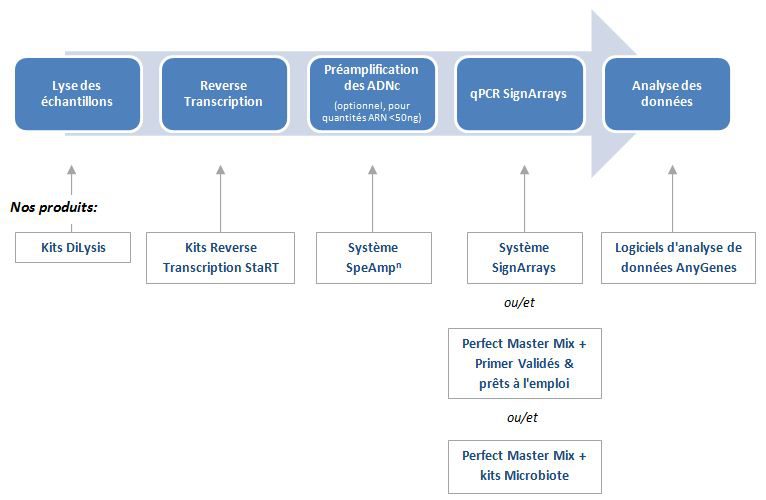 Lyse des
échantillons
Reverse
Transcription
Préamplification
des ADNc
(optionnel, pour
quantités ARN <50ng)
qPCR SignArrays
Analyse des
données
Nos produits:
Kits DiLysis
Kits Reverse
Transcription StaRT
Système
SpeAmpⁿ
Système
SignArrays
Logiciels d'analyse de
données AnyGenes
ou/et
Perfect Master Mix +
Primer Validés &
prêts à l'emploi
ou/et
Perfect Master Mix +
kits Microbiote